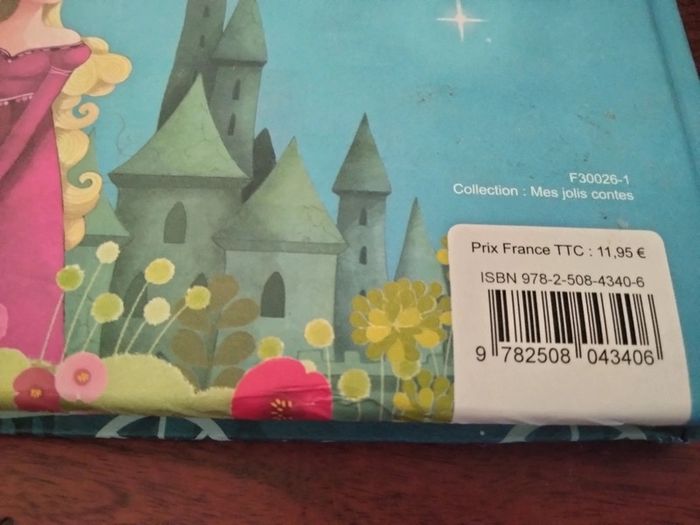 F30026-1
Collection : Mes jolis contes
Prix France TTC : 11,95 €
ISBN 978-2-508-4340-6
9 782508 043406